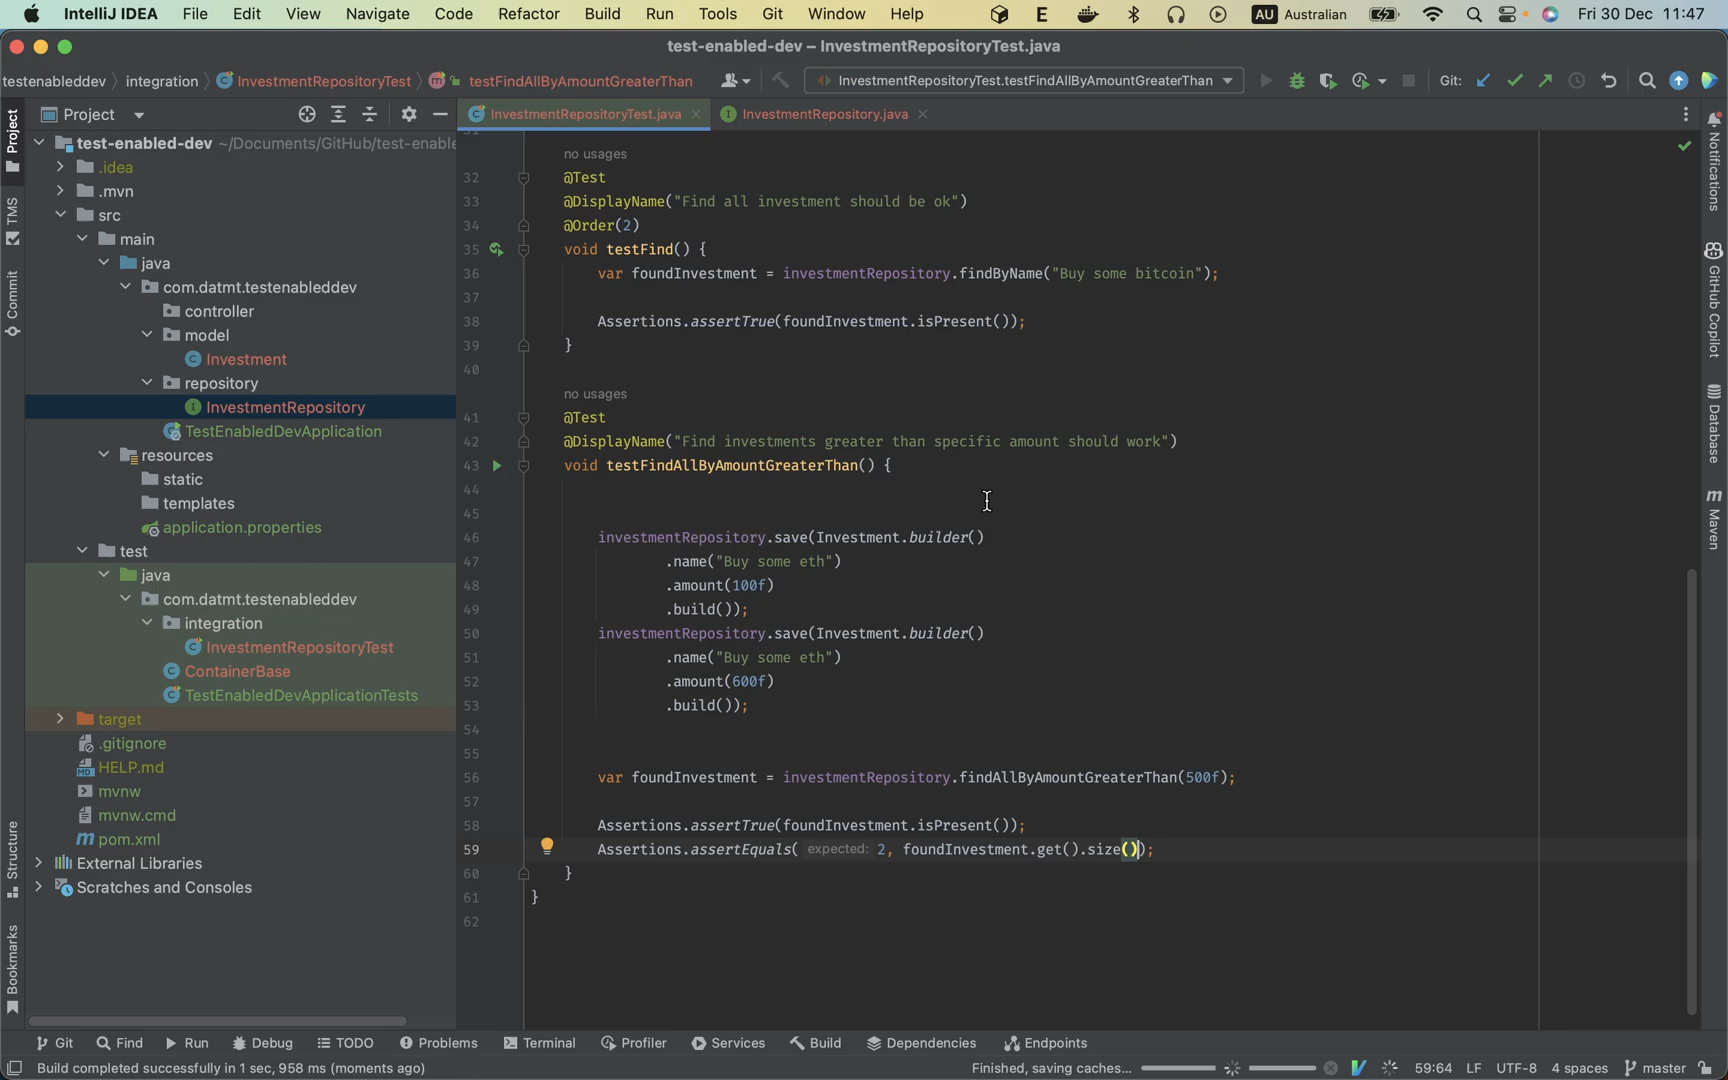 IntelliJ IDEA File Edit View Navigate Code Refactor Build Run Tools Git Window Help E AU Australian Fri 30 Dec 11:47
test-enabled-dev – InvestmentRepositoryTest.java
testenableddev integration InvestmentRepositoryTest testFindAllByAmountGreaterThan InvestmentRepositoryTest.testFindAllByAmountGreaterThan Git:
Project
InvestmentRepositoryTest.java InvestmentRepository.java
test-enabled-dev ~/Documents/GitHub/test-enable
.idea
.mvn
src
main
java
com.datmt.testenableddev
controller
model
Investment
repository
InvestmentRepository
TestEnabledDevApplication
resources
static
templates
application.properties
test
java
com.datmt.testenableddev
integration
InvestmentRepositoryTest
ContainerBase
TestEnabledDevApplicationTests
target
.gitignore
HELP.md
mvnw
mvnw.cmd
pom.xml
External Libraries
Scratches and Consoles
Project
TMS
Commit
Structure
Bookmarks
31
no usages
32 @Test
33 @DisplayName("Find all investment should be ok")
34 @Order(2)
35 void testFind() {
36 var foundInvestment = investmentRepository.findByName("Buy some bitcoin");
37
38 Assertions.assertTrue(foundInvestment.isPresent());
39 }
40
no usages
41 @Test
42 @DisplayName("Find investments greater than specific amount should work")
43 void testFindAllByAmountGreaterThan() {
44
45
46 investmentRepository.save(Investment.builder()
47 .name("Buy some eth")
48 .amount(100f)
49 .build());
50 investmentRepository.save(Investment.builder()
51 .name("Buy some eth")
52 .amount(600f)
53 .build());
54
55
56 var foundInvestment = investmentRepository.findAllByAmountGreaterThan(500f);
57
58 Assertions.assertTrue(foundInvestment.isPresent());
59 Assertions.assertEquals( expected: 2, foundInvestment.get().size());
60 }
61 }
62
Notifications
GitHub Copilot
Database
m Maven
Git Find Run Debug TODO Problems Terminal Profiler Services Build Dependencies Endpoints
Build completed successfully in 1 sec, 958 ms (moments ago) Finished, saving caches... 59:64 LF UTF-8 4 spaces master